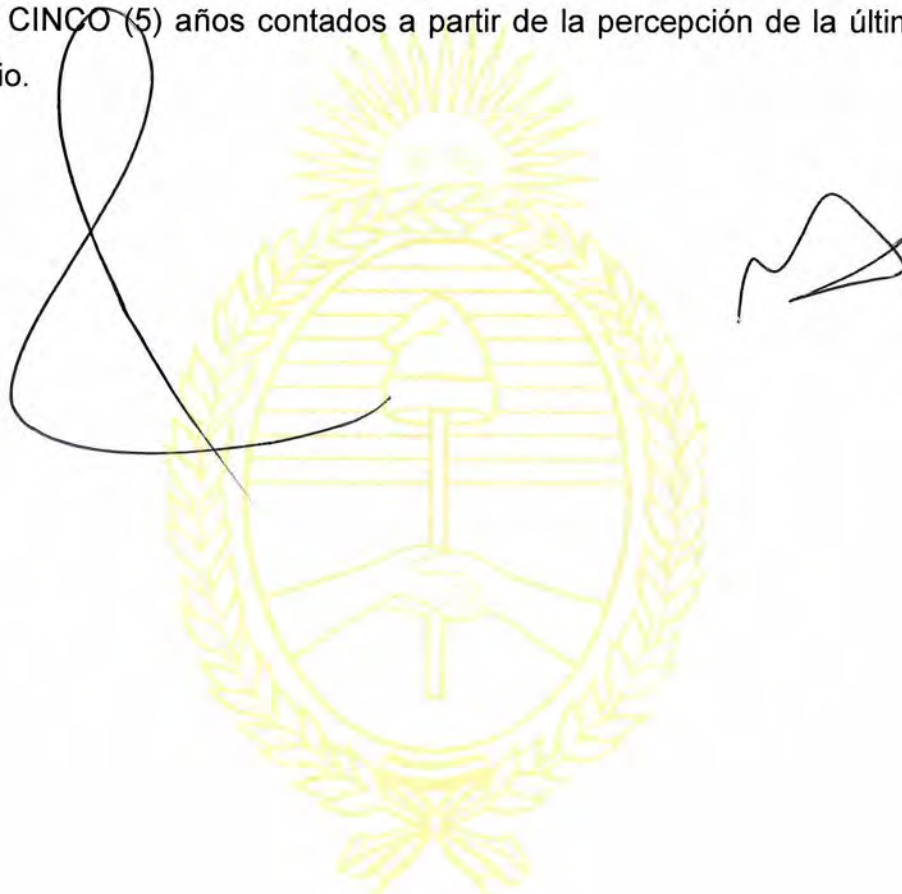 CINCO (5) años contados a partir de la percepción de la últin
io.